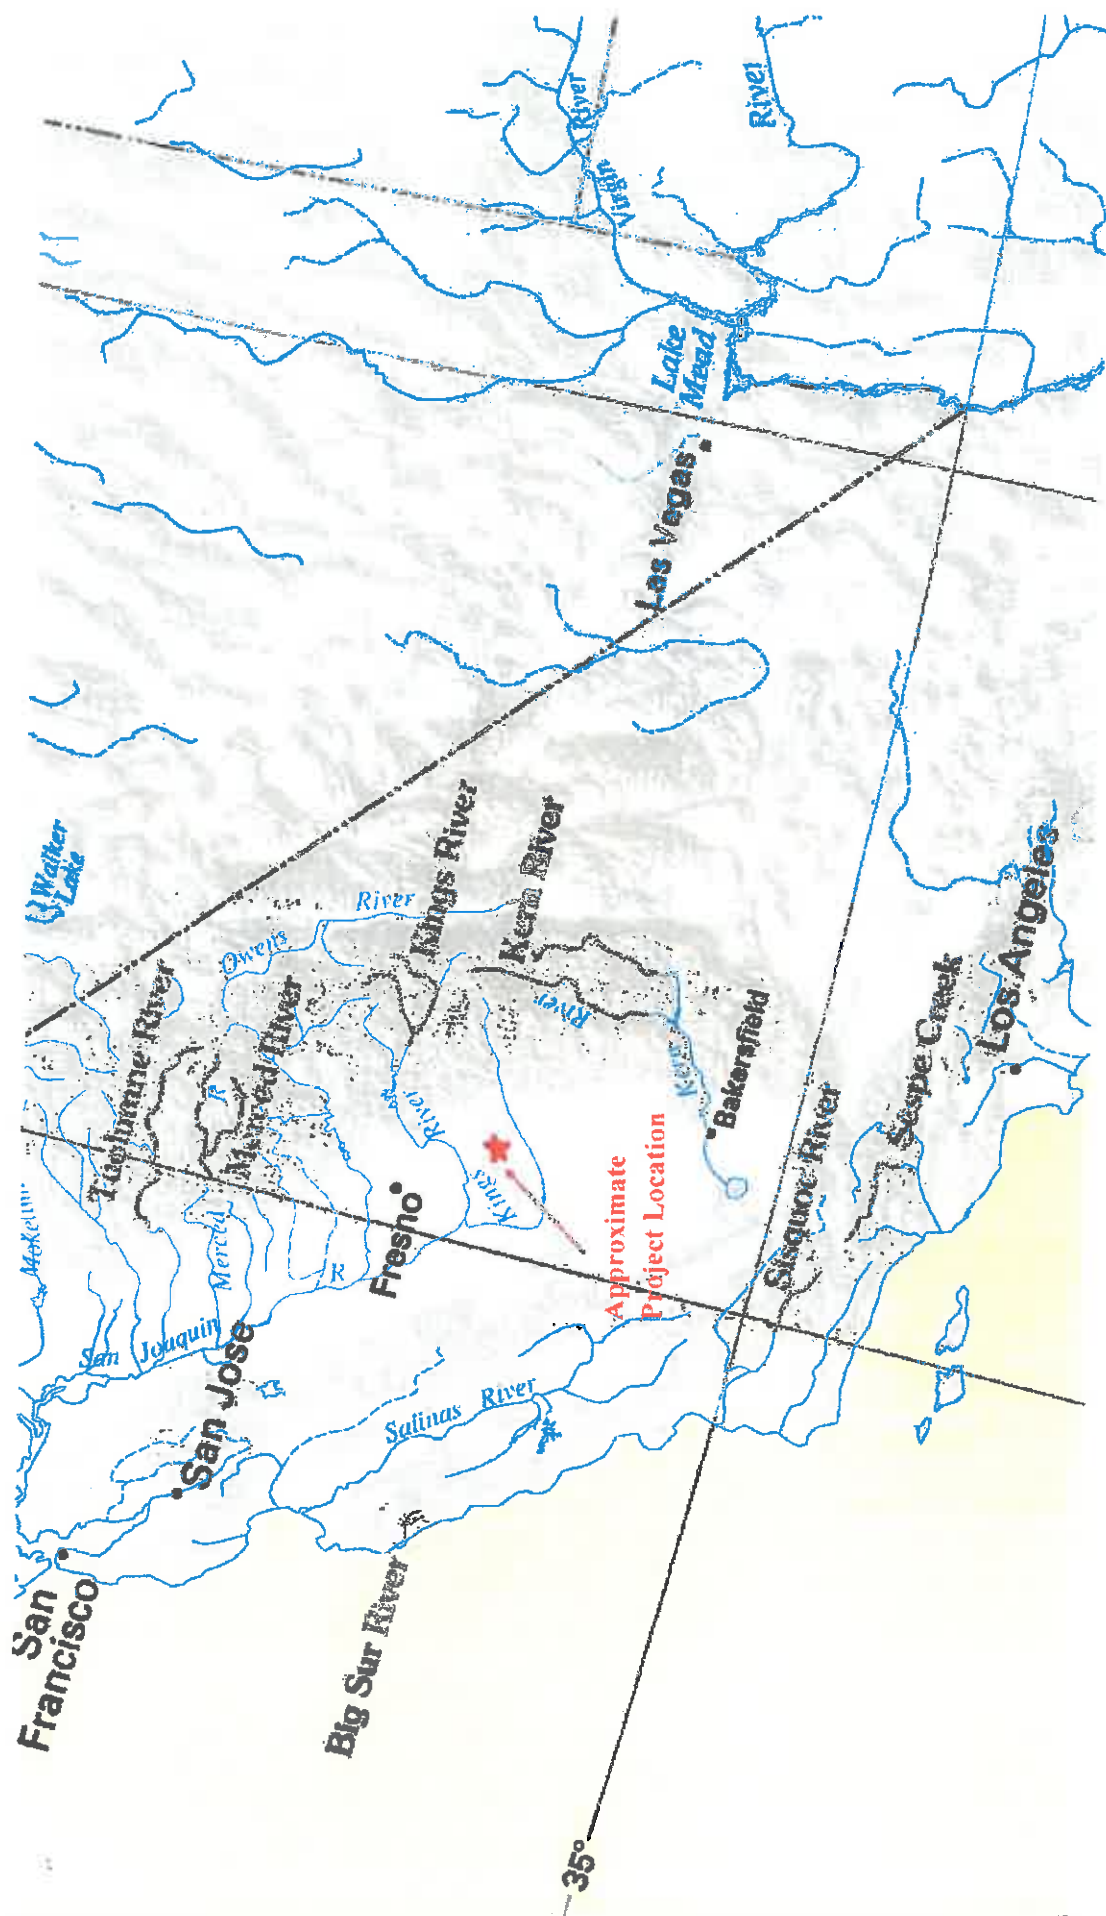 San
Francisco
San Jose
Fresno
Big Sur River
Salinas River
San Joaquin
Merced
R
R
Tuolumne River
Merced River
Walker
Lake
Owens River
Kings River
Kern River
Kings River
Kern River
Bakersfield
Approximate
Project Location
Sisquoc River
Sespe Creek
Los Angeles
Las Vegas
Lake
Mead
Virgin River
River
35°